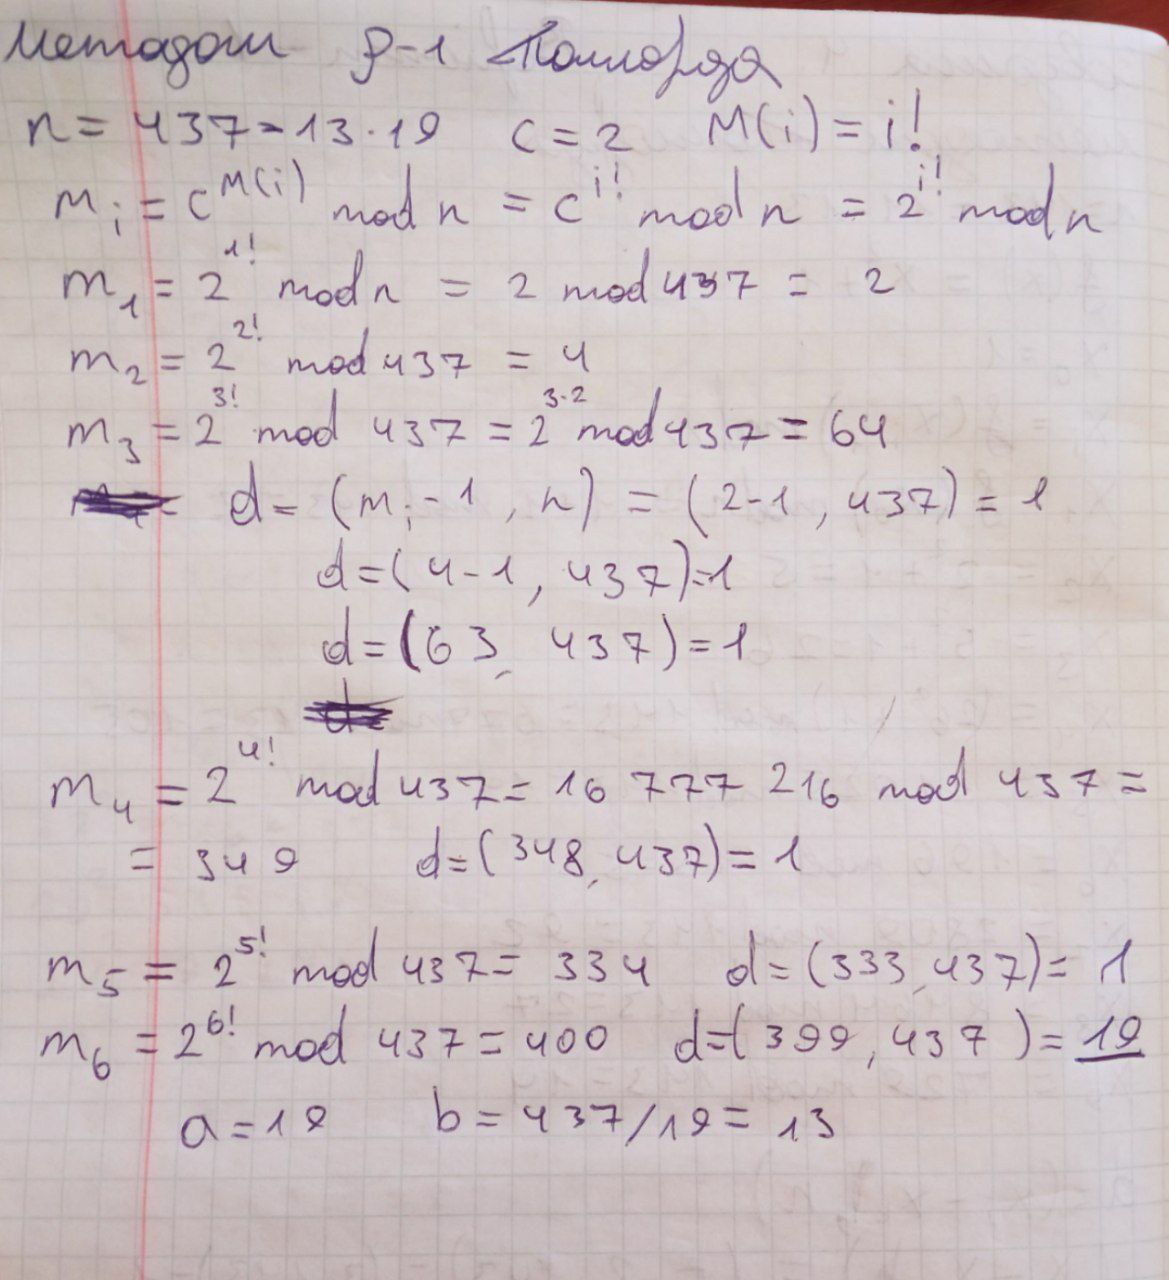 Методом ρ-1 Полларда
n = 437 = 13 · 19   c = 2   M(i) = i!
m_i = c^M(i) mod n = c^i! mod n = 2^i! mod n
m_1 = 2^1! mod n = 2 mod 437 = 2
m_2 = 2^2! mod 437 = 4
m_3 = 2^3! mod 437 = 2^3·2 mod 437 = 64
d = (m_i - 1, n) = (2-1, 437) = 1
d = (4-1, 437) = 1
d = (63, 437) = 1
m_4 = 2^4! mod 437 = 16 777 216 mod 437 =
= 349   d = (348, 437) = 1
m_5 = 2^5! mod 437 = 334   d = (333, 437) = 1
m_6 = 2^6! mod 437 = 400   d = (399, 437) = 19
a = 19   b = 437/19 = 13